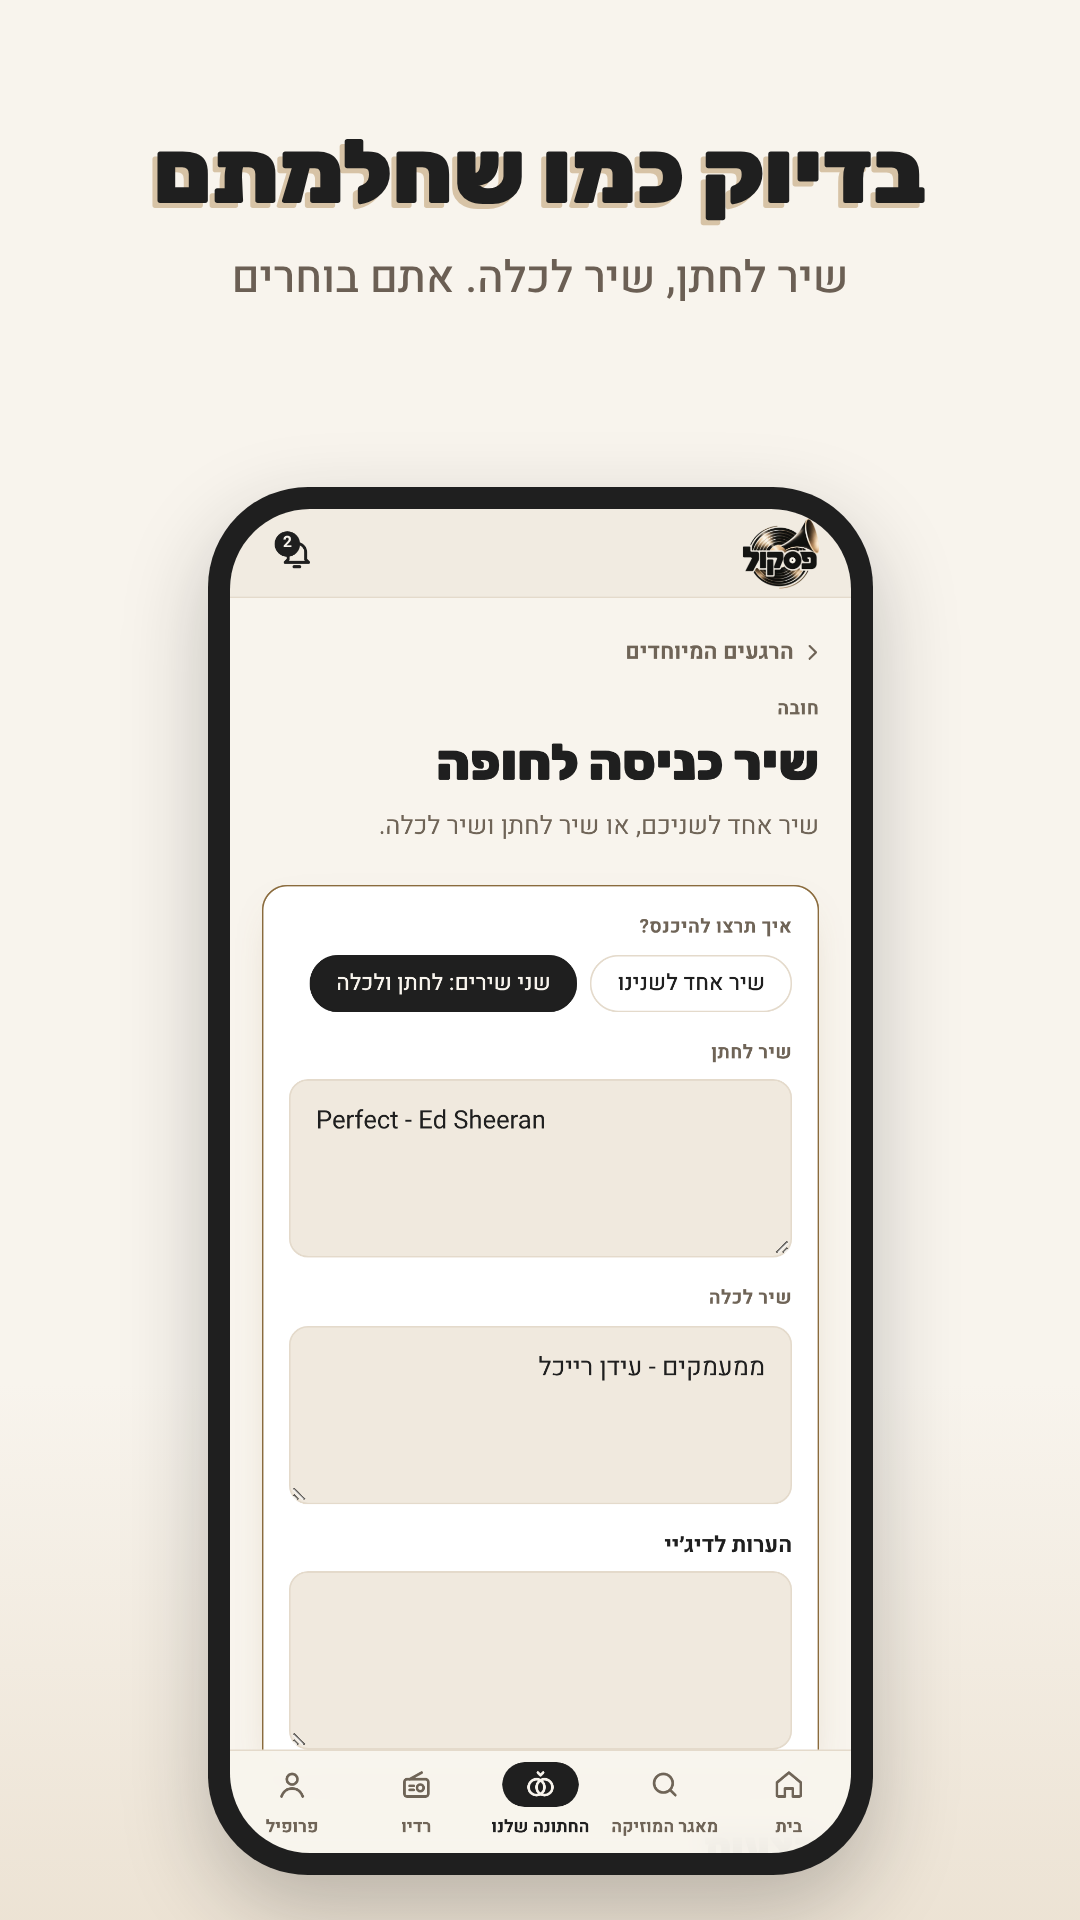 בדיוק כמו שחלמתם
שיר לחתן, שיר לכלה. אתם בוחרים
פסקול
2
הרגעים המיוחדים
חובה
שיר כניסה לחופה
שיר אחד לשניכם, או שיר לחתן ושיר לכלה.
איך תרצו להיכנס?
שיר אחד לשנינו
שני שירים: לחתן ולכלה
שיר לחתן
Perfect - Ed Sheeran
שיר לכלה
ממעמקים - עידן רייכל
הערות לדיג׳יי
בית
מאגר המוזיקה
החתונה שלנו
רדיו
פרופיל